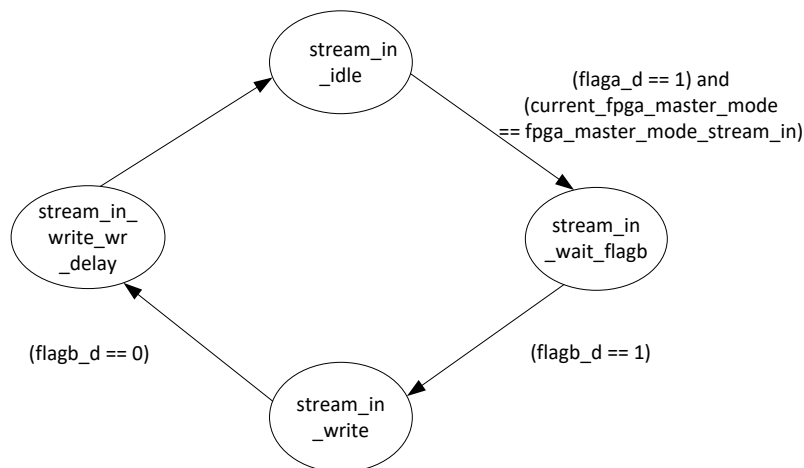 stream_in
_idle
(flaga_d == 1) and
(current_fpga_master_mode
== fpga_master_mode_stream_in)
stream_in_
write_wr
_delay
stream_in
_wait_flagb
(flagb_d == 0)
(flagb_d == 1)
stream_in
_write